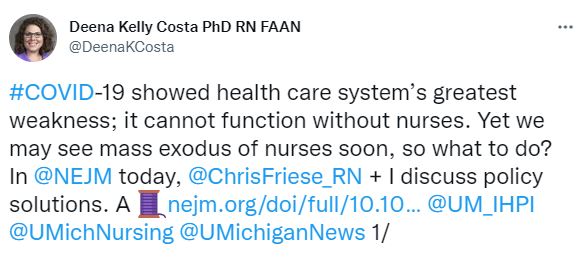 Deena Kelly Costa PhD RN FAAN
@DeenaKCosta
#COVID-19 showed health care system's greatest
weakness; it cannot function without nurses. Yet we
may see mass exodus of nurses soon, so what to do?
In @NEJM today, @ChrisFriese_RN + I discuss policy
solutions. A 🧵 nejm.org/doi/full/10.10... @UM_IHPI
@UMichNursing @UMichiganNews 1/